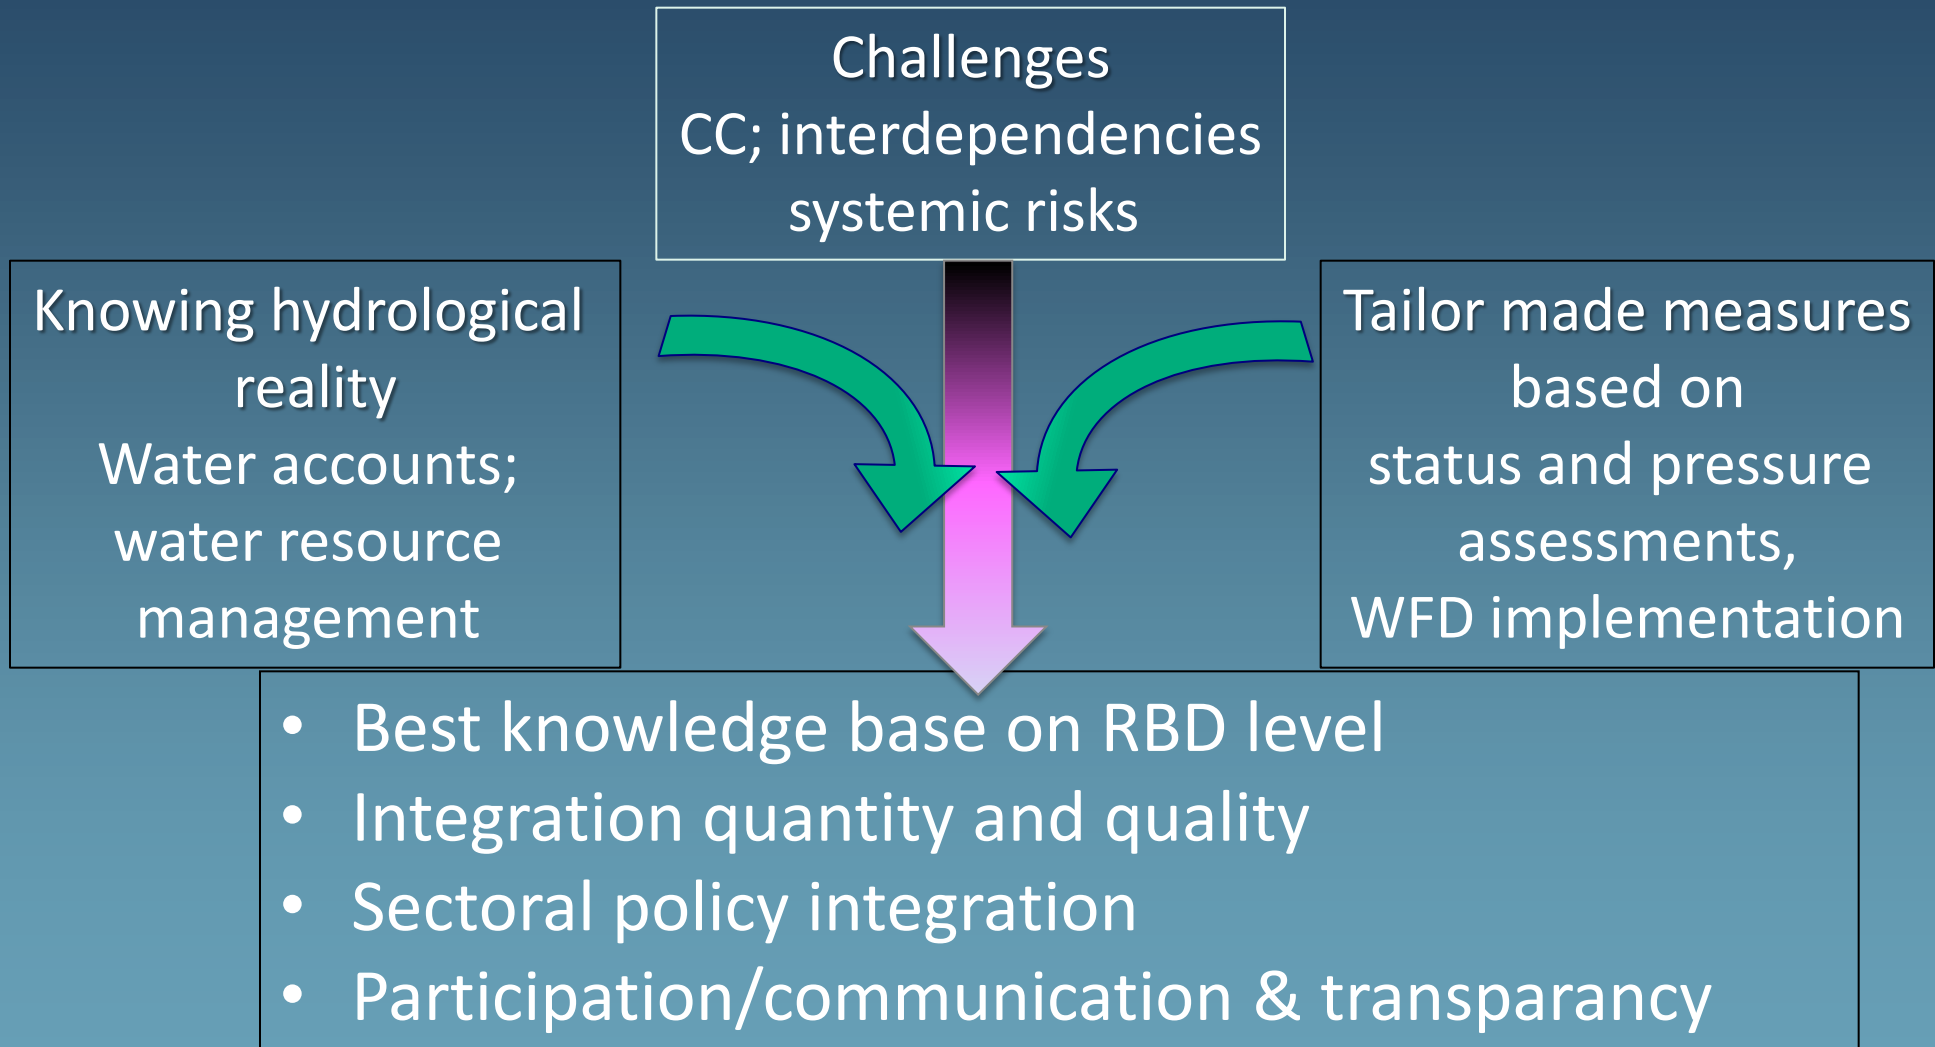 Challenges
CC; interdependencies
systemic risks
Knowing hydrological
reality
Water accounts;
water resource
management
Tailor made measures
based on
status and pressure
assessments,
WFD implementation
• Best knowledge base on RBD level
• Integration quantity and quality
• Sectoral policy integration
• Participation/communication & transparancy